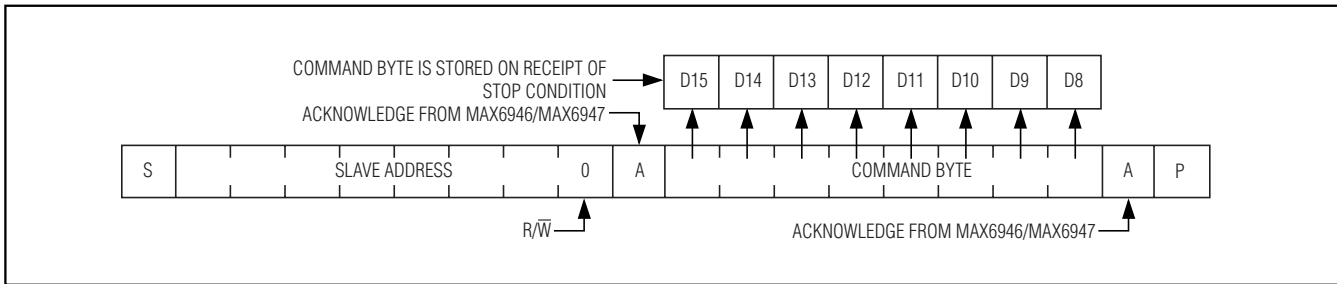 COMMAND BYTE IS STORED ON RECEIPT OF
STOP CONDITION
D15 D14 D13 D12 D11 D10 D9 D8
ACKNOWLEDGE FROM MAX6946/MAX6947
S SLAVE ADDRESS 0 A COMMAND BYTE A P
R/W̅ ACKNOWLEDGE FROM MAX6946/MAX6947